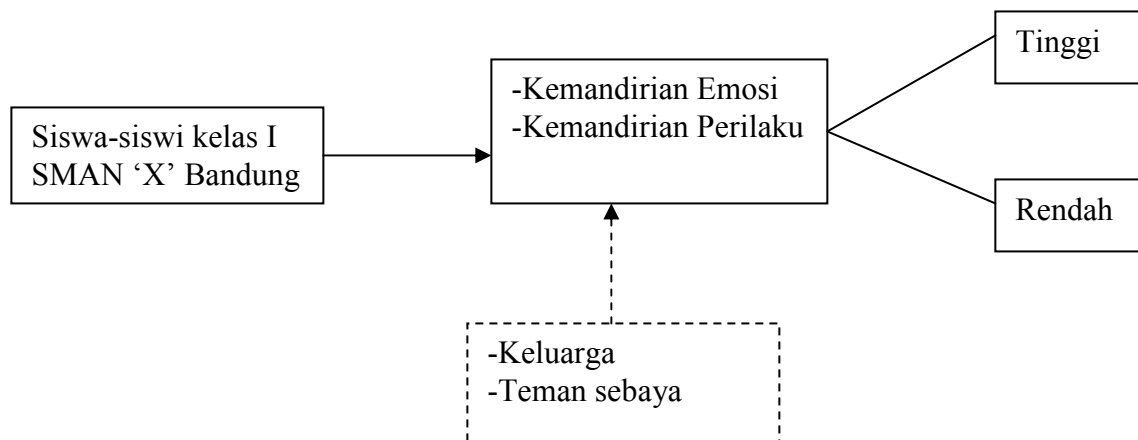 Siswa-siswi kelas I
SMAN ‘X’ Bandung
-Kemandirian Emosi
-Kemandirian Perilaku
Tinggi
Rendah
-Keluarga
-Teman sebaya